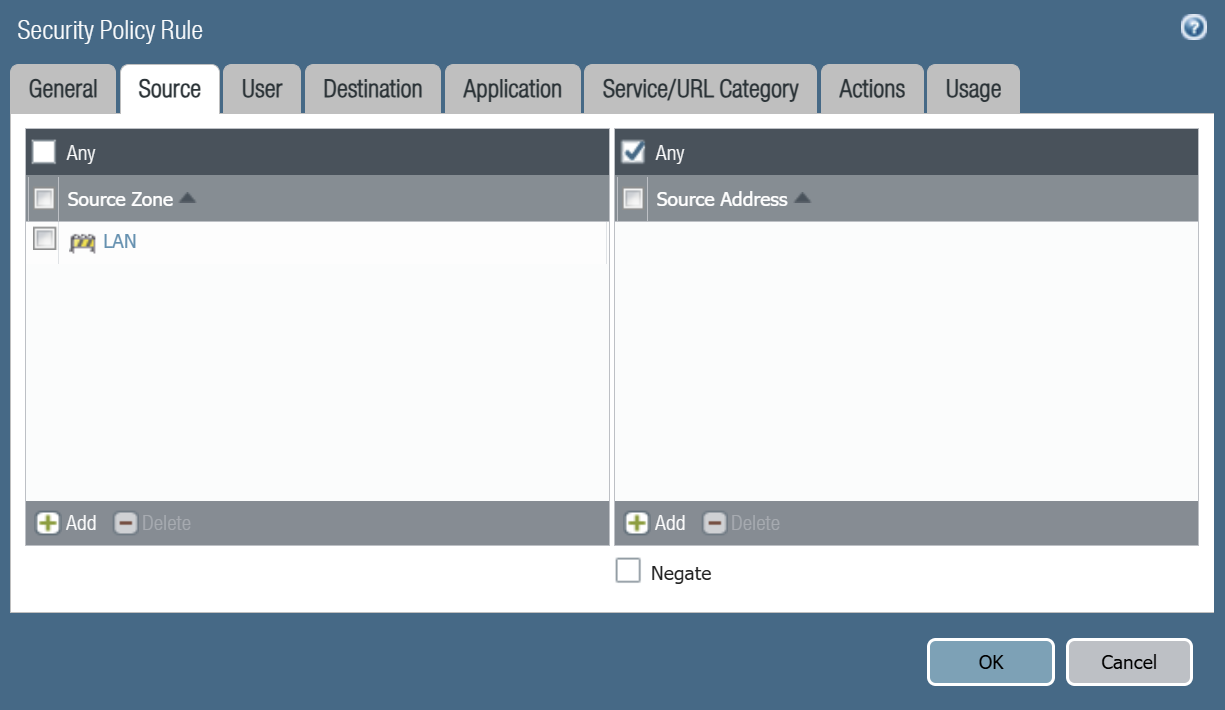 Security Policy Rule
?
General Source User Destination Application Service/URL Category Actions Usage
Any Any
Source Zone Source Address
LAN
Add Delete Add Delete
Negate
OK Cancel